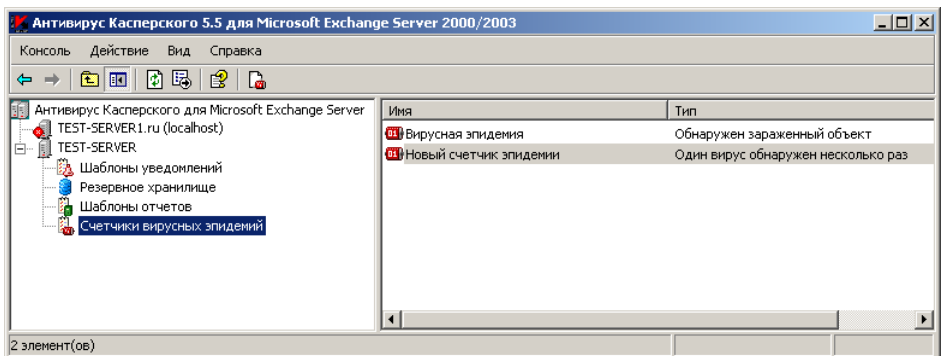 Антивирус Касперского 5.5 для Microsoft Exchange Server 2000/2003
Консоль Действие Вид Справка
Антивирус Касперского для Microsoft Exchange Server
TEST-SERVER1.ru (localhost)
TEST-SERVER
Шаблоны уведомлений
Резервное хранилище
Шаблоны отчетов
Счетчики вирусных эпидемий
Имя Тип
Вирусная эпидемия Обнаружен зараженный объект
Новый счетчик эпидемии Один вирус обнаружен несколько раз
2 элемент(ов)